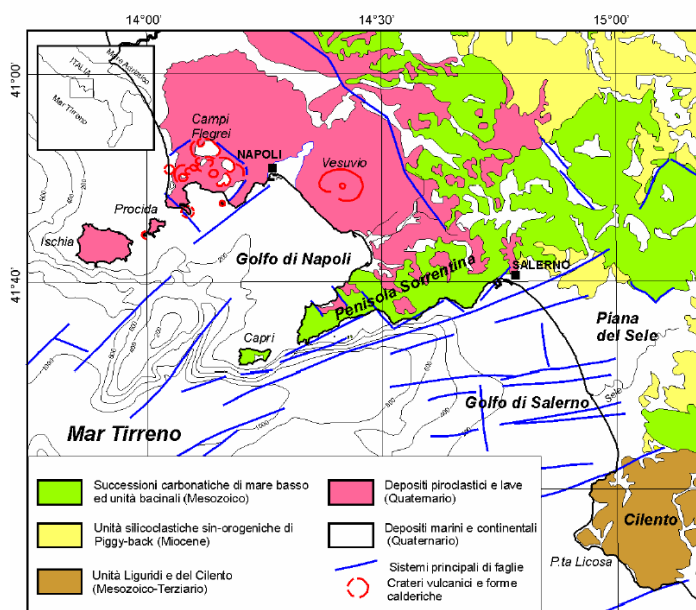 14°00'
14°30'
15°00'
41°00'
41°40'
ITALIA
Mare Adriatico
Mar Tirreno
Campi
Flegrei
NAPOLI
Vesuvio
Procida
Ischia
Golfo di Napoli
SALERNO
Penisola Sorrentina
Capri
Piana
del Sele
Sele
Golfo di Salerno
Mar Tirreno
Cilento
P.ta Licosa
Successioni carbonatiche di mare basso
ed unità bacinali (Mesozoico)
Unità silicoclastiche sin-orogeniche di
Piggy-back (Miocene)
Unità Liguridi e del Cilento
(Mesozoico-Terziario)
Depositi piroclastici e lave
(Quaternario)
Depositi marini e continentali
(Quaternario)
Sistemi principali di faglie
Crateri vulcanici e forme
calderiche